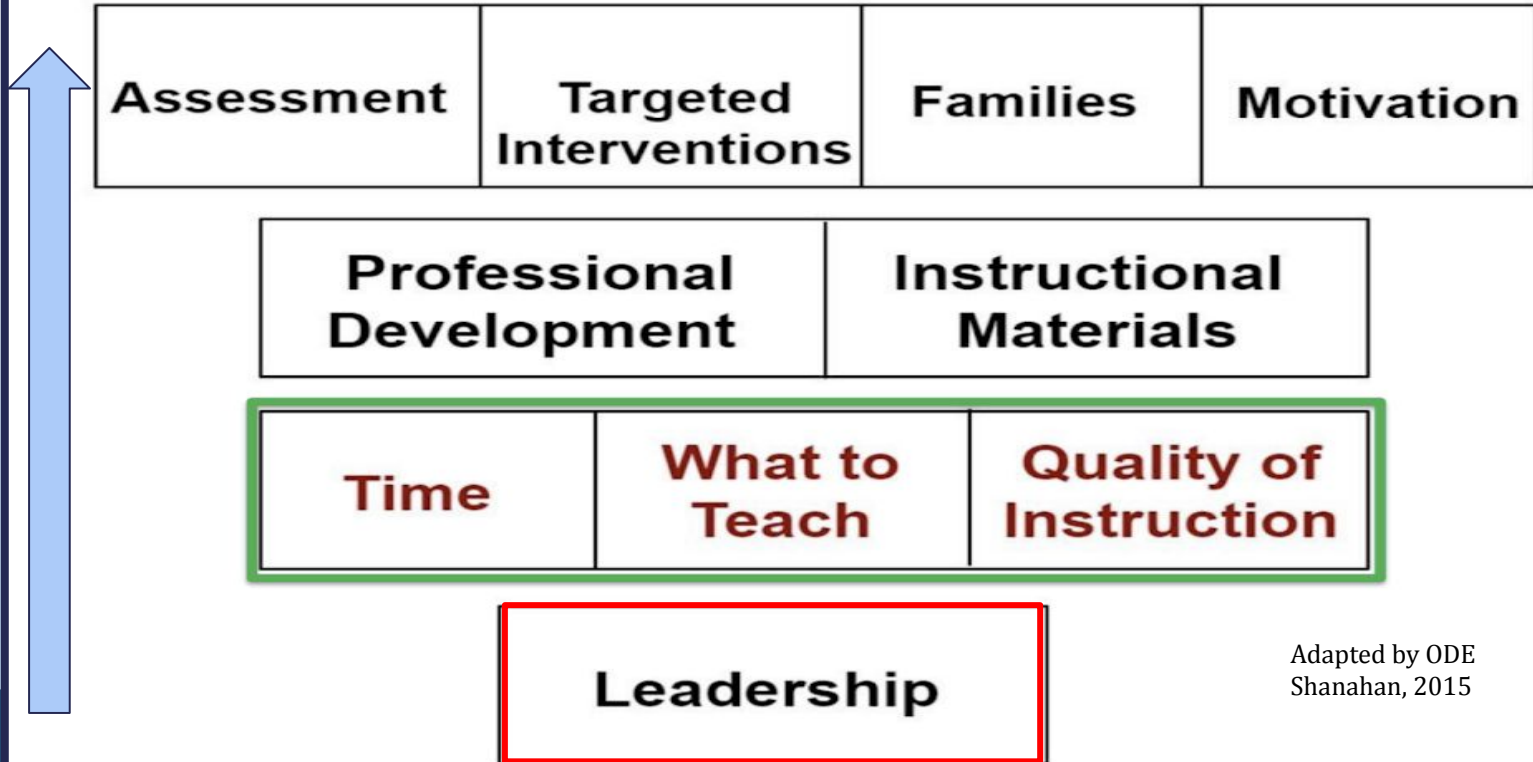 Assessment
Targeted
Interventions
Families
Motivation
Professional
Development
Instructional
Materials
Time
What to
Teach
Quality of
Instruction
Leadership
Adapted by ODE
Shanahan, 2015